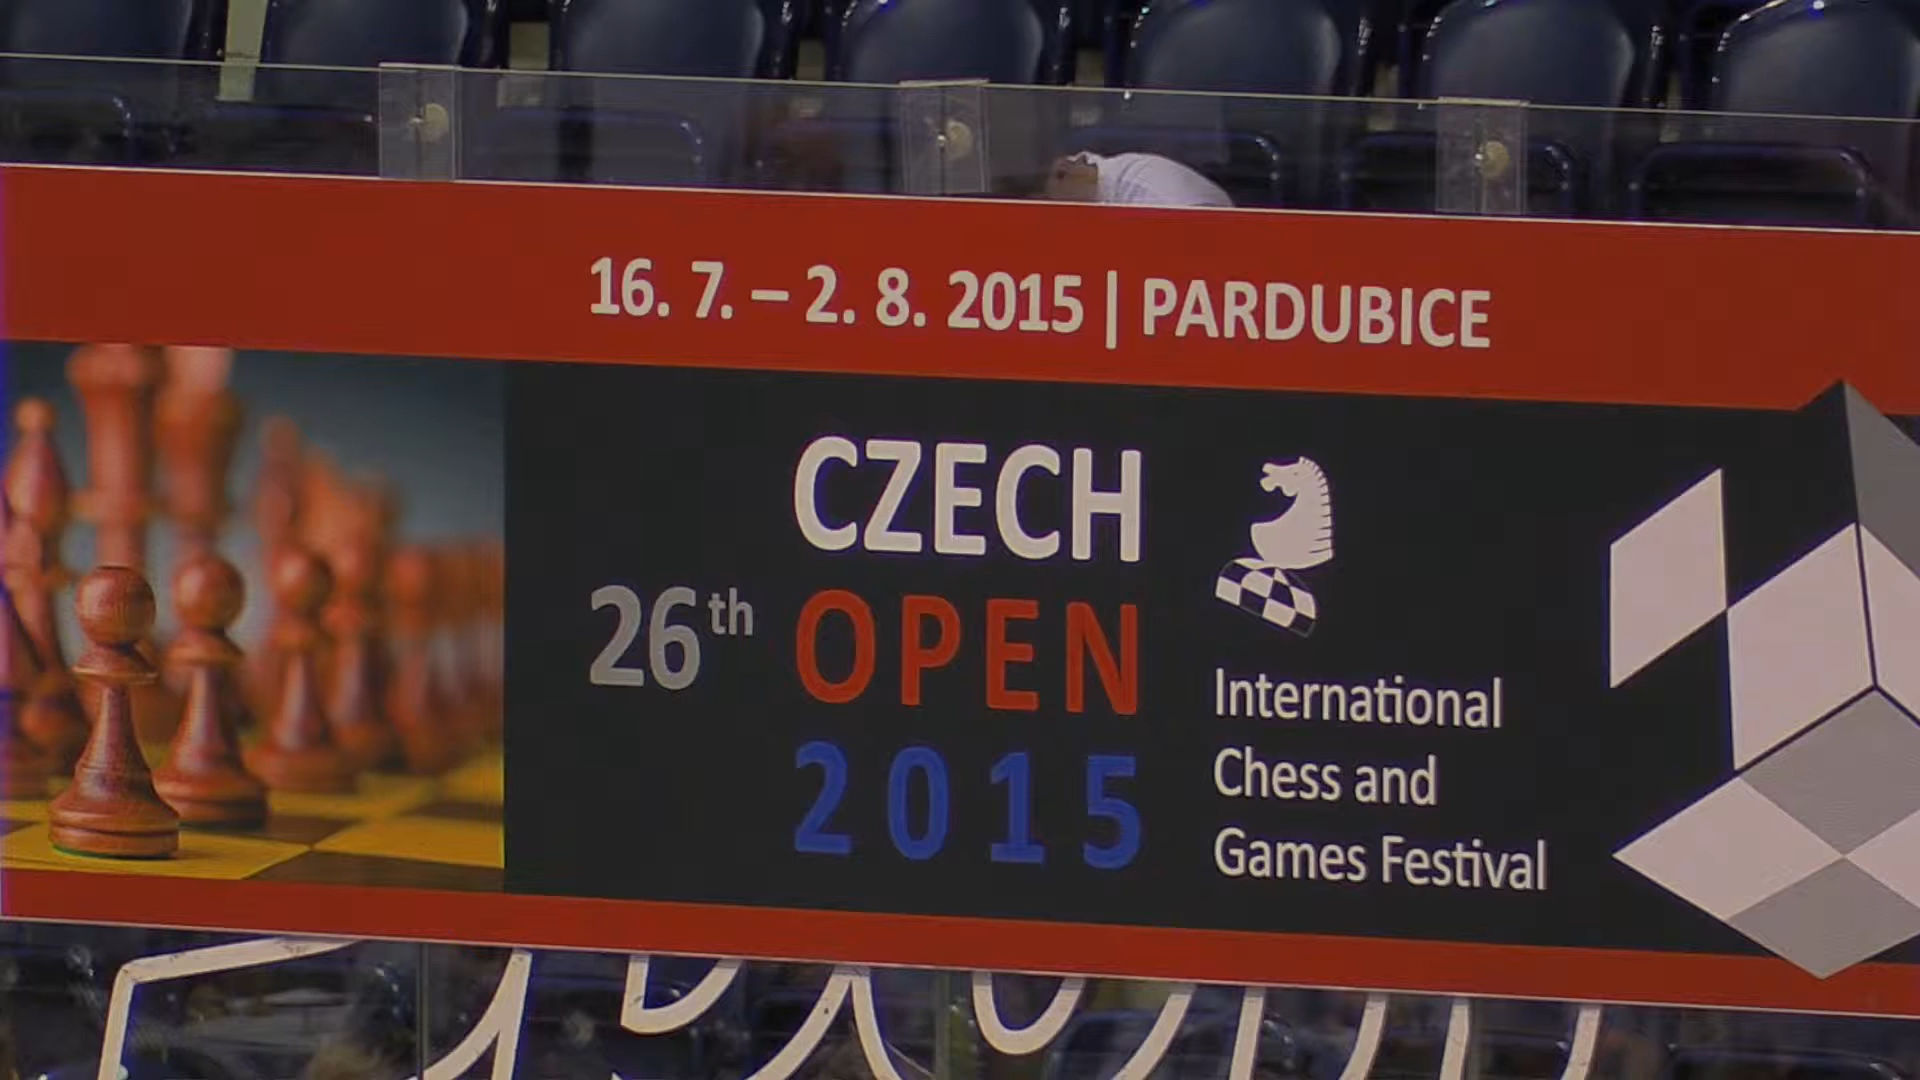 16. 7. – 2. 8. 2015 | PARDUBICE
26th CZECH OPEN 2015
International
Chess and
Games Festival